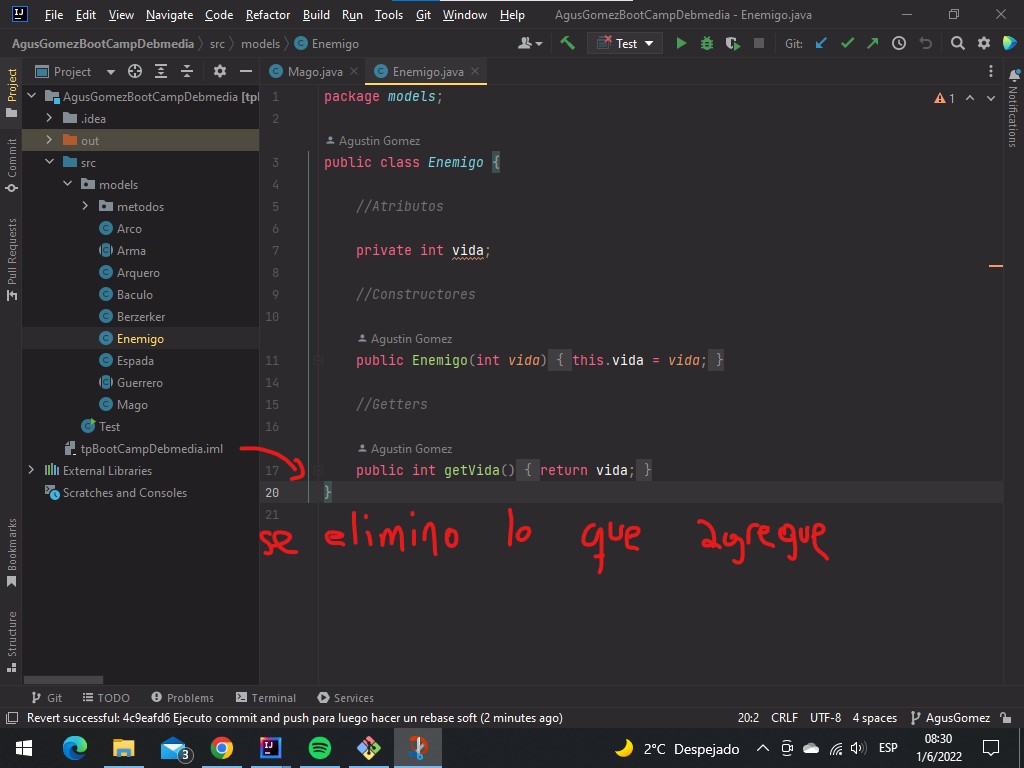 File Edit View Navigate Code Refactor Build Run Tools Git Window Help AgusGomezBootCampDebmedia - Enemigo.java
AgusGomezBootCampDebmedia src models Enemigo Test Git:
Project Mago.java Enemigo.java
AgusGomezBootCampDebmedia [tpl
.idea
out
src
models
metodos
Arco
Arma
Arquero
Baculo
Berzerker
Enemigo
Espada
Guerrero
Mago
Test
tpBootCampDebmedia.iml
External Libraries
Scratches and Consoles
Project
Commit
Pull Requests
Bookmarks
Structure
Notifications
1 package models;
1
2
Agustin Gomez
3 public class Enemigo {
4
5 //Atributos
6
7 private int vida;
8
9 //Constructores
10
Agustin Gomez
11 public Enemigo(int vida) { this.vida = vida; }
14
15 //Getters
16
Agustin Gomez
17 public int getVida() { return vida; }
20 }
21
se elimino lo que agregue
Git TODO Problems Terminal Services
Revert successful: 4c9eafd6 Ejecuto commit and push para luego hacer un rebase soft (2 minutes ago) 20:2 CRLF UTF-8 4 spaces AgusGomez
3 2°C Despejado ESP 08:30
1/6/2022